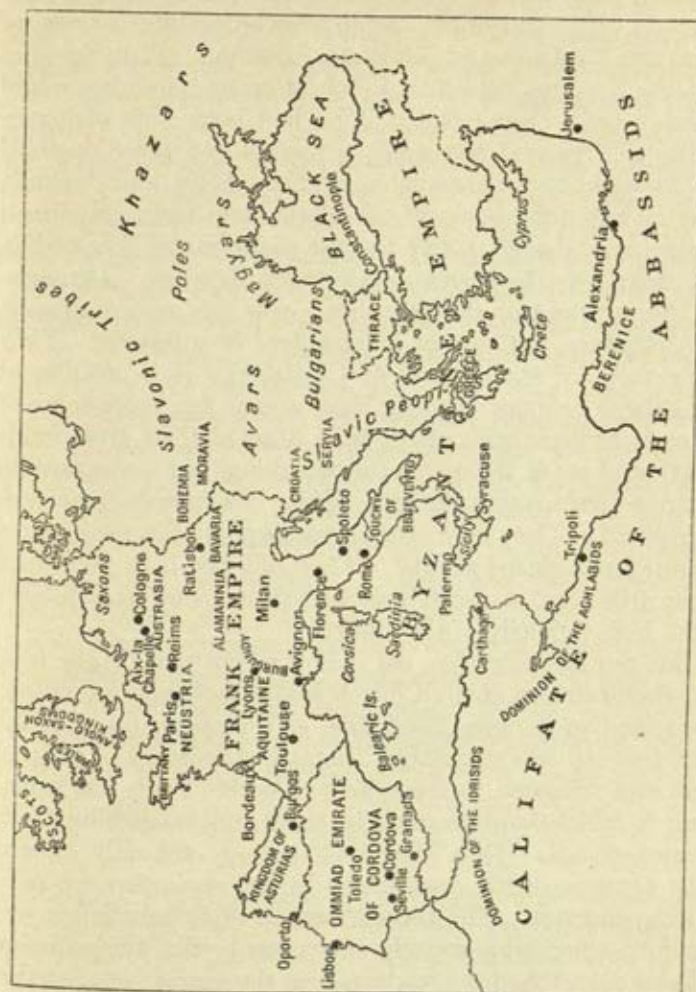 Khazars
Slavonic Tribes
Poles
Magyars
Avars
Bulgarians
Slavic Peoples
BLACK SEA
Constantinople
THRACE
GREECE
BYZANTINE EMPIRE
Cyprus
Crete
Jerusalem
Alexandria
BERENICE
CALIFATE OF THE ABBASSIDS
Tripoli
DOMINION OF THE AGHLABIDS
DOMINION OF THE IDRISIDS
Carthage
Syracuse
Sicily
Palermo
Sardinia
Corsica
Balearic Is.
SCOTS
ANGLO-SAXON
KINGDOMS
Saxons
Cologne
Aix-la
Chapelle
AUSTRASIA
Reims
Paris
NEUSTRIA
BRITTANY
BOHEMIA
MORAVIA
Ratisbon
BAVARIA
ALAMANNIA
FRANK EMPIRE
Lyons
BURGUNDY
AQUITAINE
Avignon
Toulouse
Bordeaux
Milan
Florence
Spoleto
Rome
DUCHY
OF
BENEVENTO
CROATIA
SERVIA
Burgos
KINGDOM OF
ASTURIAS
Oporto
Lisbon
OMMIAD EMIRATE
Toledo
OF CORDOVA
Cordova
Seville
Granada